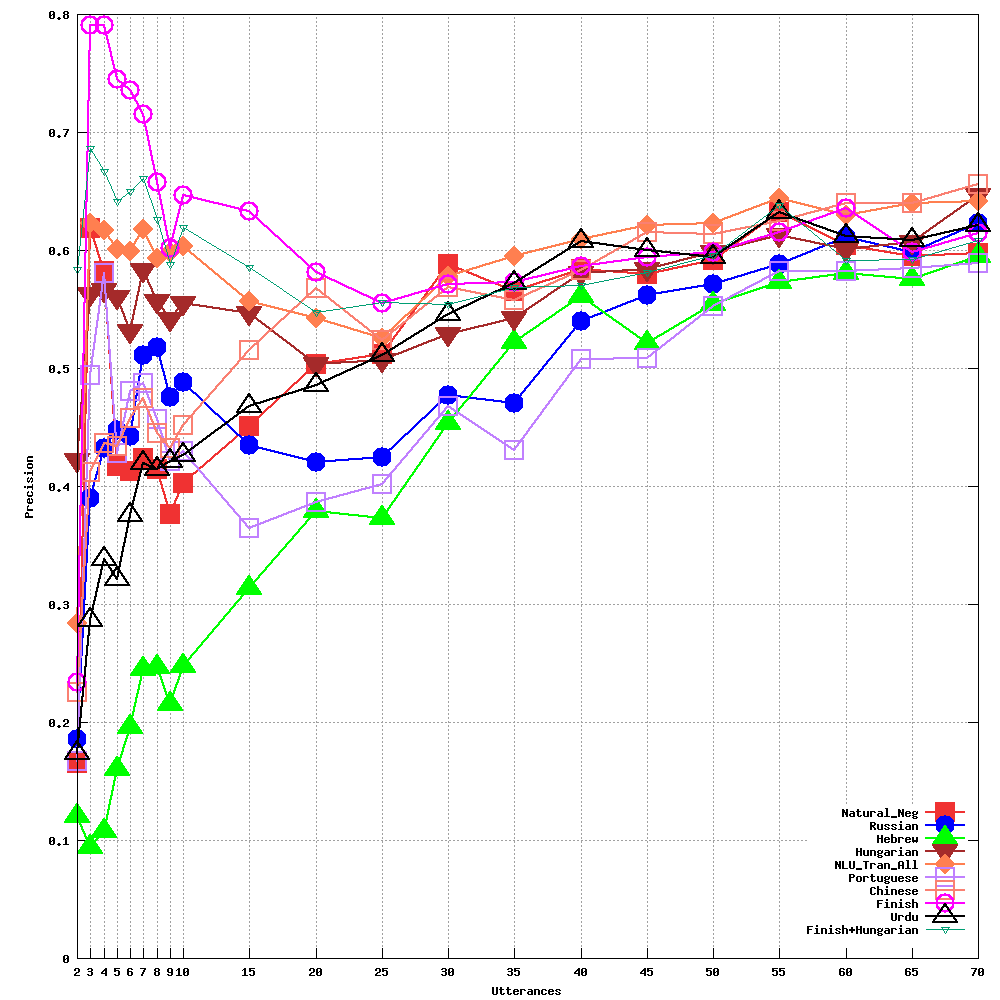 0.8
0.7
0.6
0.5
0.4
0.3
0.2
0.1
0
Precision
Natural_Neg
Russian
Hebrew
Hungarian
NLU_Tran_All
Portuguese
Chinese
Finish
Urdu
Finish+Hungarian
2 3 4 5 6 7 8 9 10 15 20 25 30 35 40 45 50 55 60 65 70
Utterances